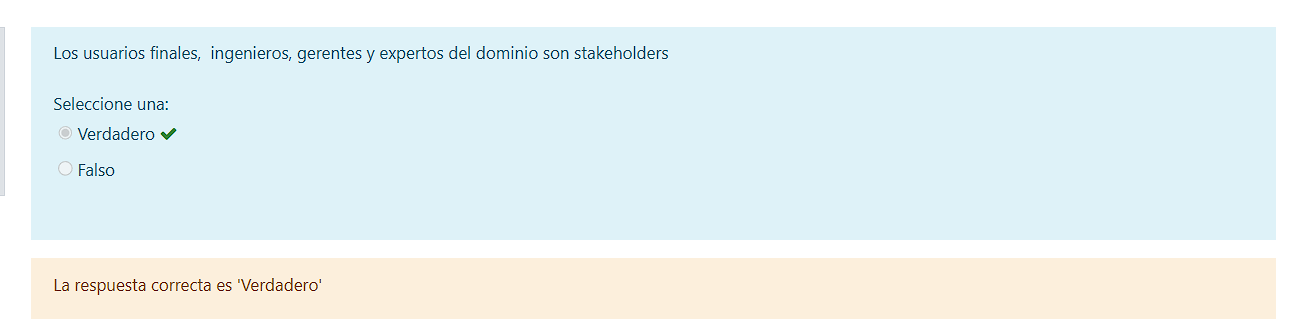 Los usuarios finales,  ingenieros, gerentes y expertos del dominio son stakeholders
Seleccione una:
Verdadero
Falso
La respuesta correcta es 'Verdadero'